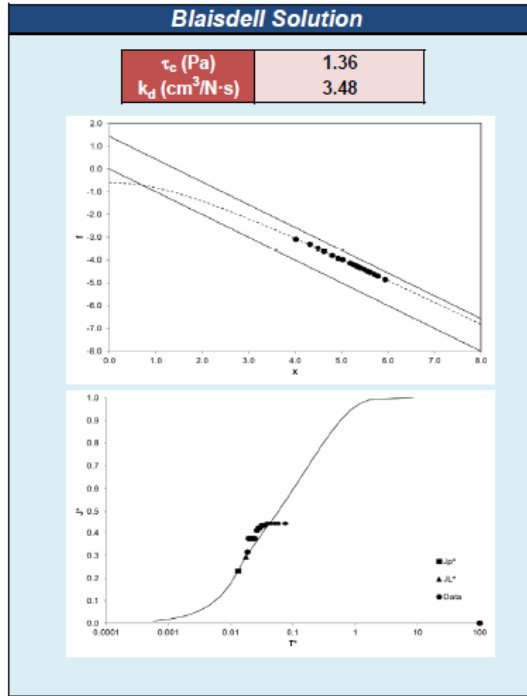 Blaisdell Solution
τc (Pa) 1.36
kd (cm³/N·s) 3.48
2.0
1.0
0.0
-1.0
-2.0
-3.0
-4.0
-5.0
-6.0
-7.0
-8.0
f
0.0 1.0 2.0 3.0 4.0 5.0 6.0 7.0 8.0
x
1.0
0.9
0.8
0.7
0.6
0.5
0.4
0.3
0.2
0.1
0.0
J*
Jp*
JL*
Data
0.0001 0.001 0.01 0.1 1 10 100
T*